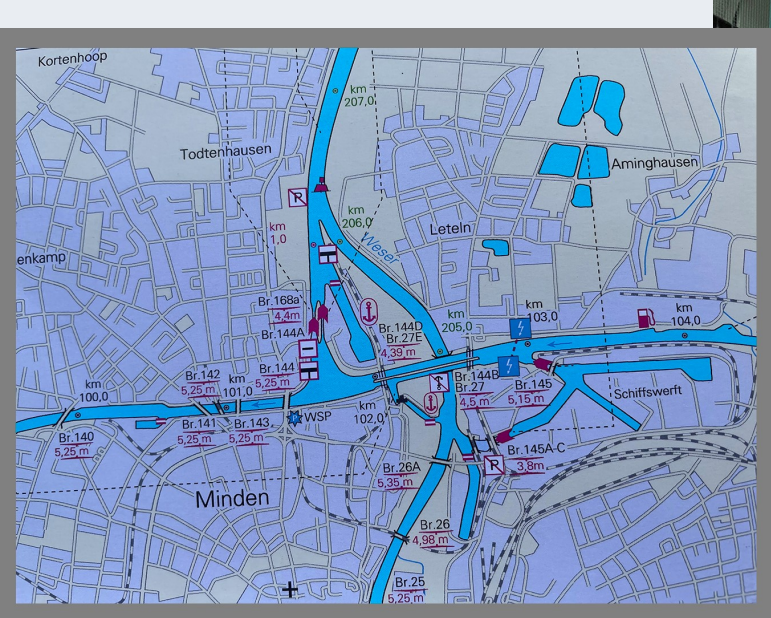 Kortenhoop
km
207,0
Todtenhausen
Aminghausen
P
km
206,0
km
1,0
Weser
Leteln
enkamp
Br.168a
4,4m
Br.144A
km
205,0
km
103,0
km
104,0
Br.144D
Br.27E
4,39 m
Br.142
5,25 m
km
101,0
Br.144
5,25 m
Br.144B
Br.27
4,5 m
Br.145
5,15 m
Schiffswerft
km
100,0
km
102,0
WSP
Br.140
5,25 m
Br.141
5,25 m
Br.143
5,25 m
Br.145A-C
3,8m
P
Br.26A
5,35 m
Minden
Br.26
4,98 m
Br.25
5,25 m